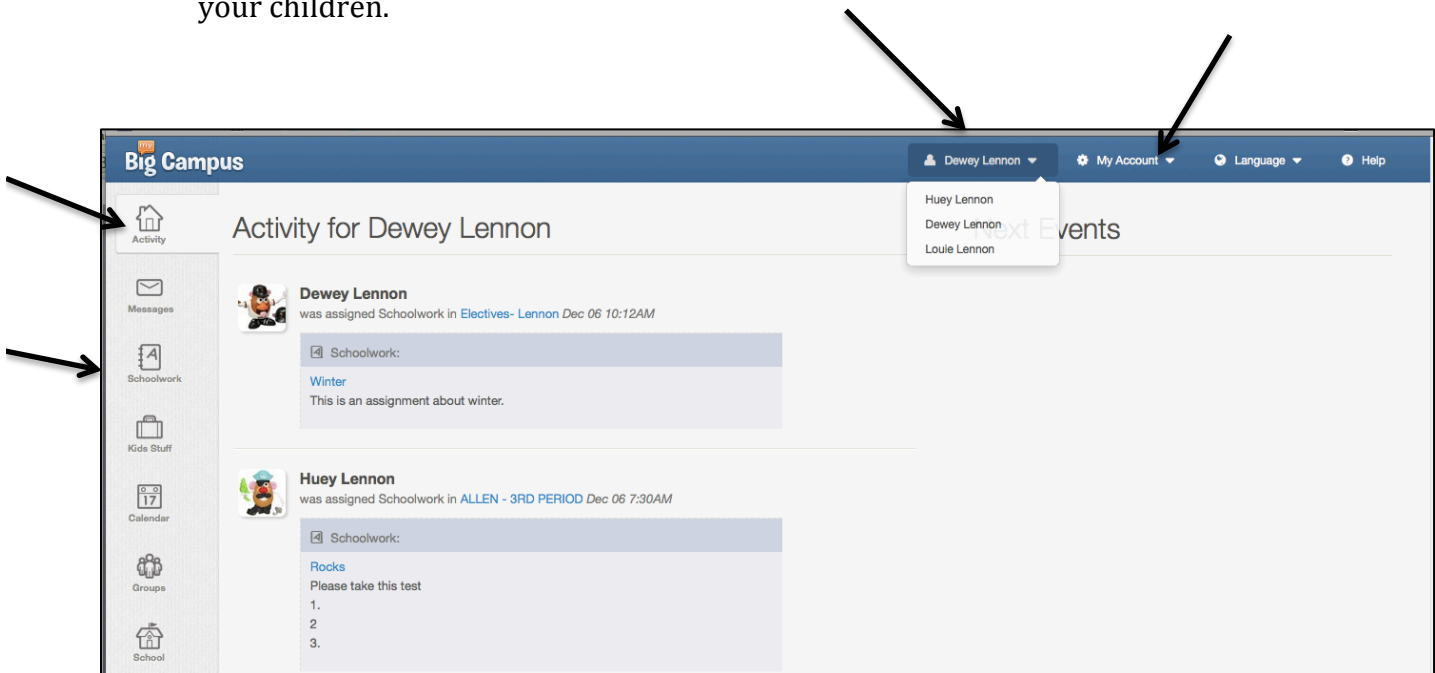 your children.
my
Big Campus
Dewey Lennon
My Account
Language
Help
Huey Lennon
Dewey Lennon
Louie Lennon
Activity
Messages
Schoolwork
Kids Stuff
17
Calendar
Groups
School
Activity for Dewey Lennon
Next Events
Dewey Lennon
was assigned Schoolwork in Electives- Lennon Dec 06 10:12AM
Schoolwork:
Winter
This is an assignment about winter.
Huey Lennon
was assigned Schoolwork in ALLEN - 3RD PERIOD Dec 06 7:30AM
Schoolwork:
Rocks
Please take this test
1.
2
3.